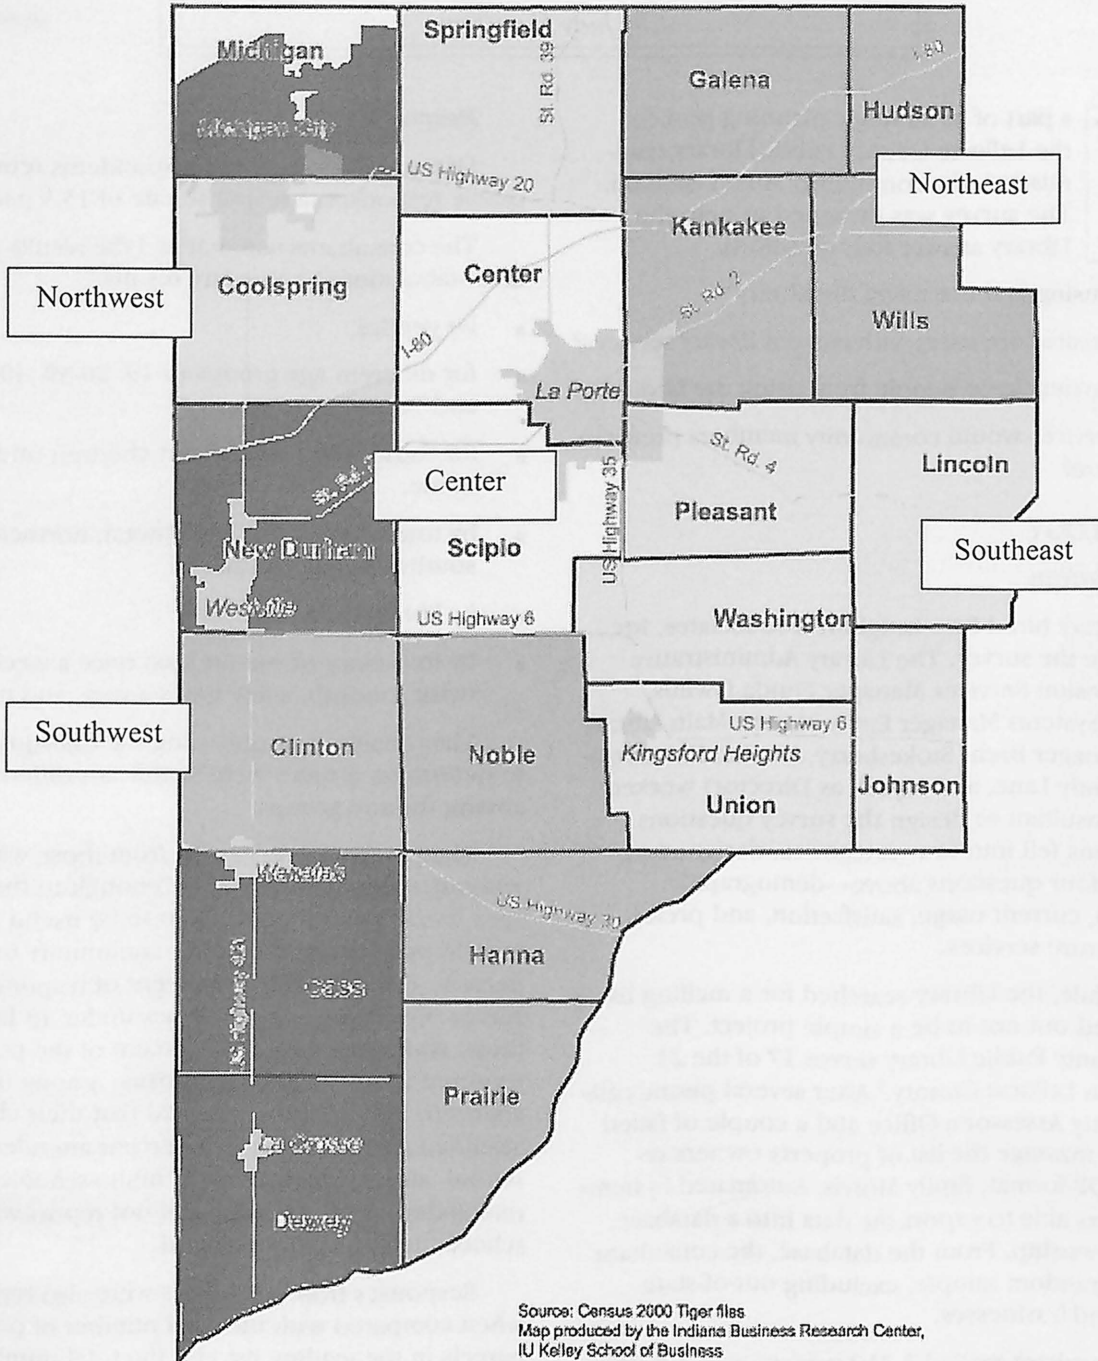 Michigan
Springfield
St. Rd. 39
Galena
I-80
Hudson
Michigan City
US Highway 20
Northeast
Kankakee
Center
Coolspring
Northwest
St. Rd. 2
Wills
I-80
La Porte
St. Rd. 4
Lincoln
St. Rd.
Center
US Highway 35
Pleasant
New Durham
Scipio
Southeast
Westville
US Highway 6
Washington
Southwest
Clinton
Noble
US Highway 6
Kingsford Heights
Johnson
Union
Wanatah
US Highway 30
Hanna
US Highway 421
Cass
Prairie
La Crosse
Dewey
Source: Census 2000 Tiger files
Map produced by the Indiana Business Research Center,
IU Kelley School of Business